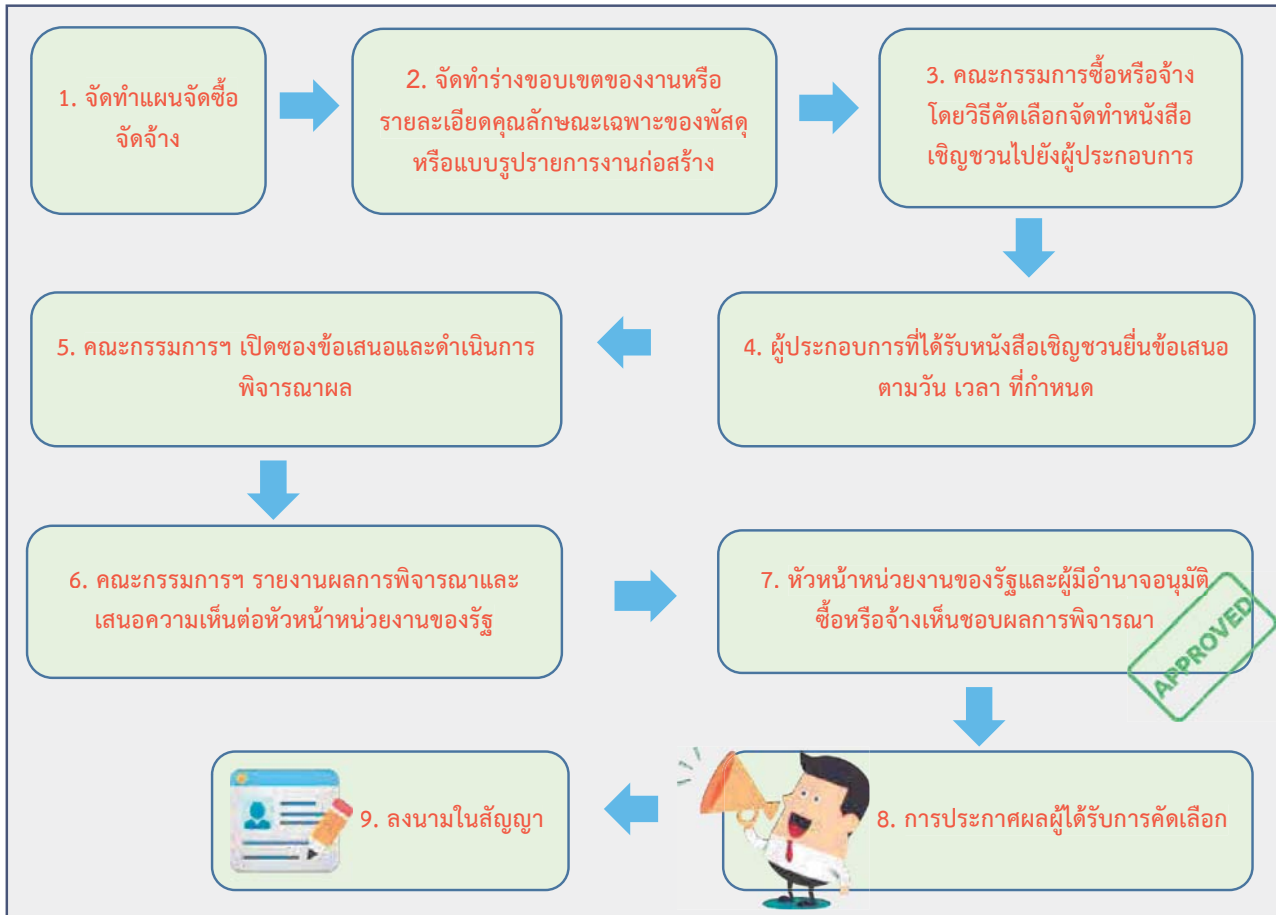 1. จัดทำแผนจัดซื้อ
จัดจ้าง
2. จัดทำร่างขอบเขตของงานหรือ
รายละเอียดคุณลักษณะเฉพาะของพัสดุ
หรือแบบรูปรายการงานก่อสร้าง
3. คณะกรรมการซื้อหรือจ้าง
โดยวิธีคัดเลือกจัดทำหนังสือ
เชิญชวนไปยังผู้ประกอบการ
4. ผู้ประกอบการที่ได้รับหนังสือเชิญชวนยื่นข้อเสนอ
ตามวัน เวลา ที่กำหนด
5. คณะกรรมการฯ เปิดซองข้อเสนอและดำเนินการ
พิจารณาผล
6. คณะกรรมการฯ รายงานผลการพิจารณาและ
เสนอความเห็นต่อหัวหน้าหน่วยงานของรัฐ
7. หัวหน้าหน่วยงานของรัฐและผู้มีอำนาจอนุมัติ
ซื้อหรือจ้างเห็นชอบผลการพิจารณา
APPROVED
8. การประกาศผลผู้ได้รับการคัดเลือก
9. ลงนามในสัญญา